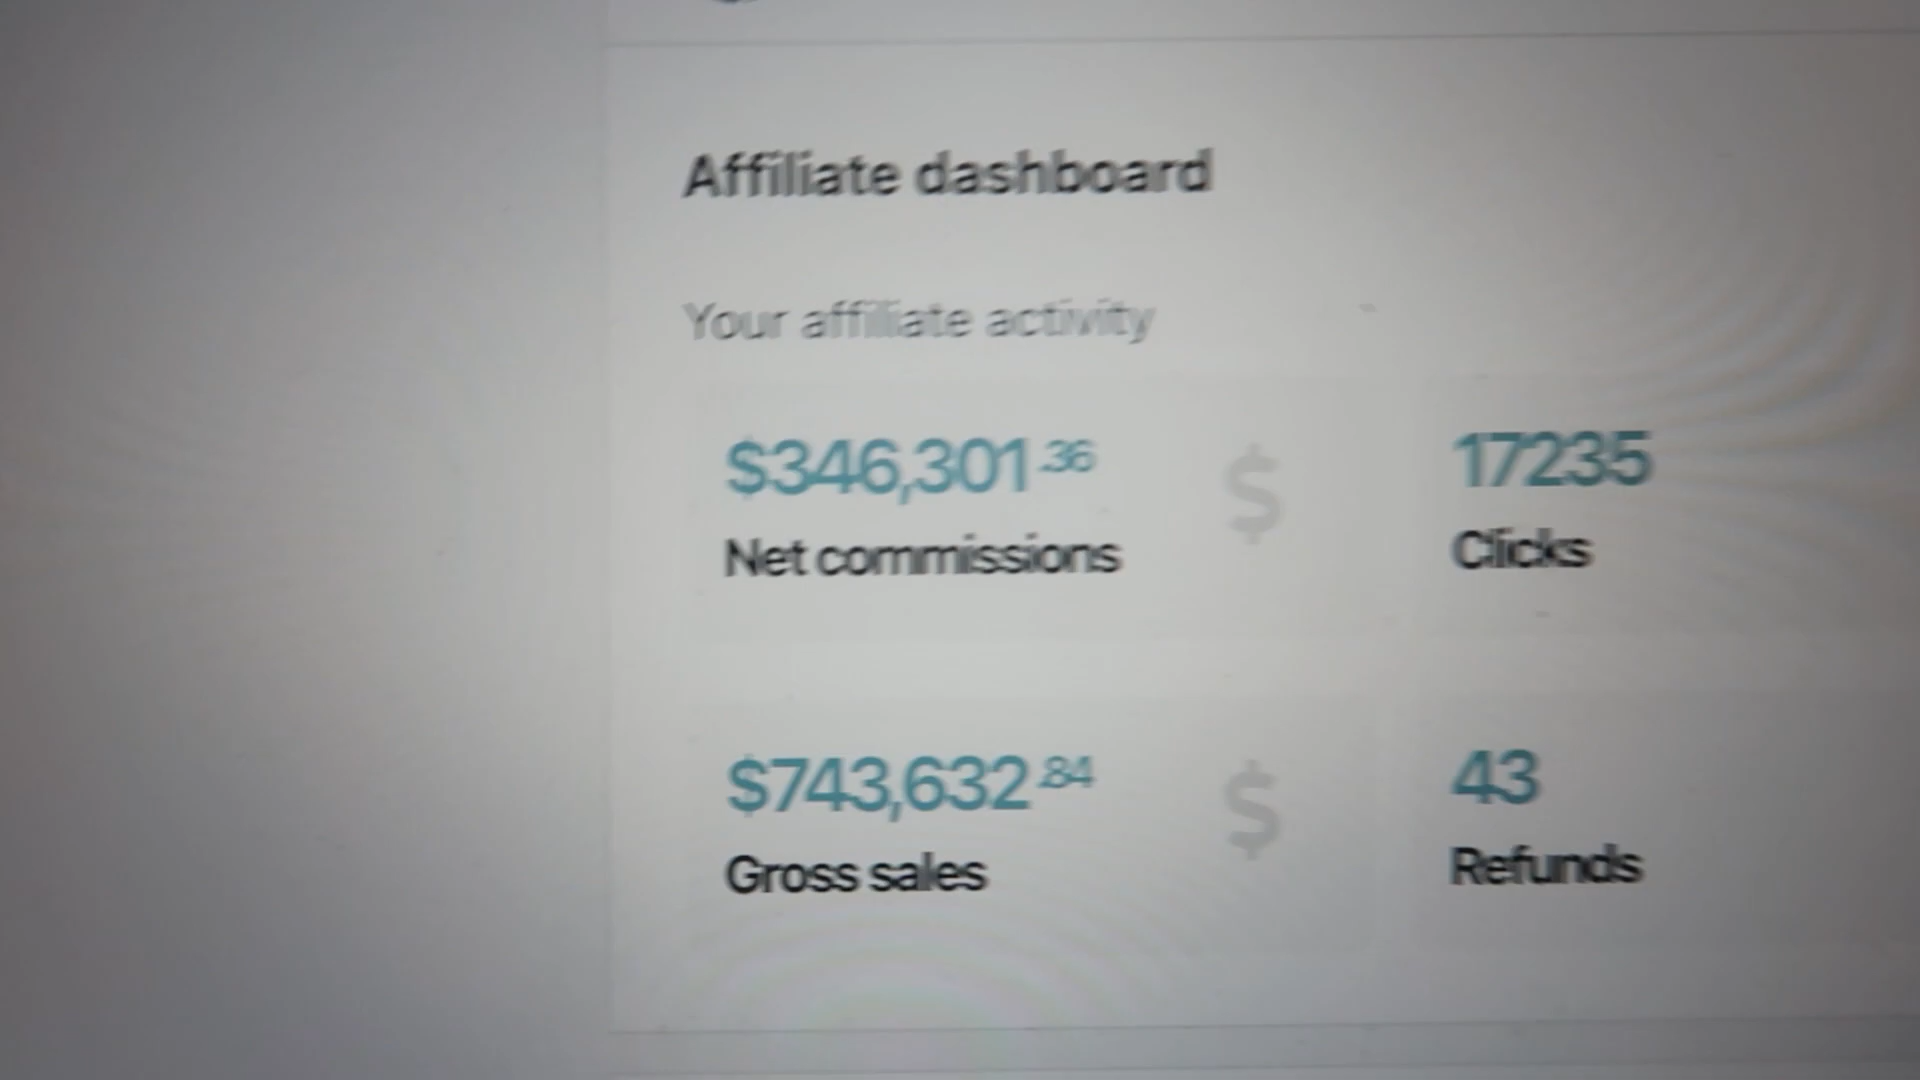 Affiliate dashboard
Your affiliate activity
$346,301.36
$
Net commissions
17235
Clicks
$743,632.84
$
Gross sales
43
Refunds